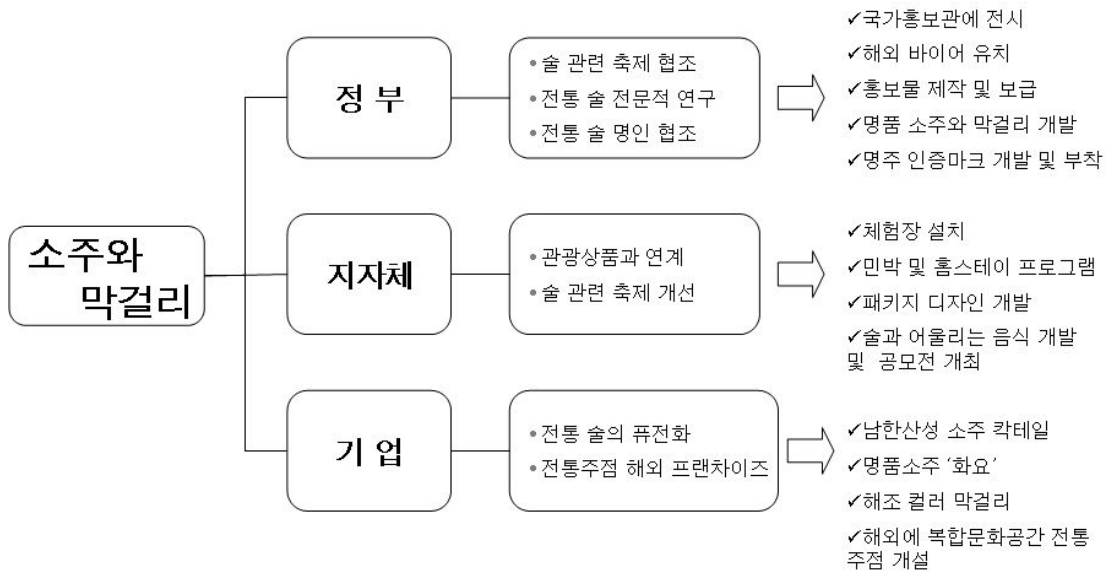 소주와
막걸리
정 부
• 술 관련 축제 협조
• 전통 술 전문적 연구
• 전통 술 명인 협조
✓국가홍보관에 전시
✓해외 바이어 유치
✓홍보물 제작 및 보급
✓명품 소주와 막걸리 개발
✓명주 인증마크 개발 및 부착
지자체
• 관광상품과 연계
• 술 관련 축제 개선
✓체험장 설치
✓민박 및 홈스테이 프로그램
✓패키지 디자인 개발
✓술과 어울리는 음식 개발
및 공모전 개최
기 업
• 전통 술의 퓨전화
• 전통주점 해외 프랜차이즈
✓남한산성 소주 칵테일
✓명품소주 ‘화요’
✓해조 컬러 막걸리
✓해외에 복합문화공간 전통
주점 개설